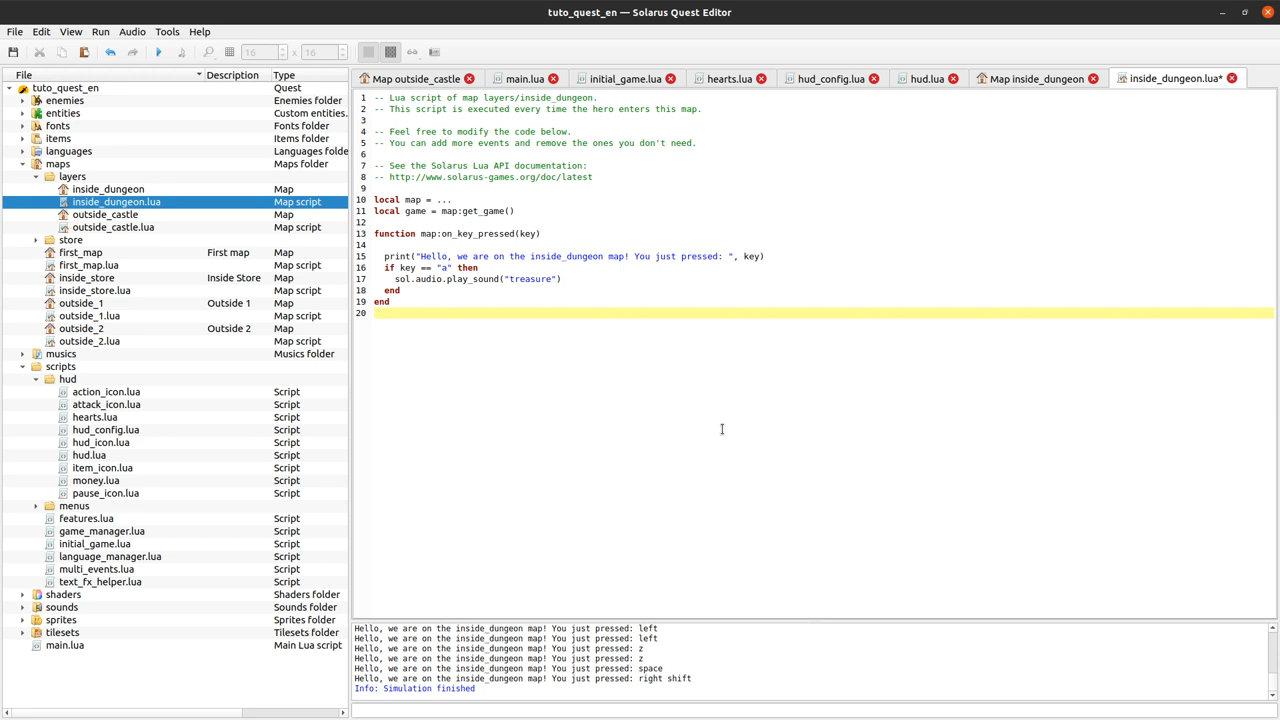 tuto_quest_en — Solarus Quest Editor
File Edit View Run Audio Tools Help
16 x 16
File Description Type
tuto_quest_en Quest
enemies Enemies folder
entities Custom entities.
fonts Fonts folder
items Items folder
languages Languages folde
maps Maps folder
layers
inside_dungeon Map
inside_dungeon.lua Map script
outside_castle Map
outside_castle.lua Map script
store
first_map First map Map
first_map.lua Map script
inside_store Inside Store Map
inside_store.lua Map script
outside_1 Outside 1 Map
outside_1.lua Map script
outside_2 Outside 2 Map
outside_2.lua Map script
musics Musics folder
scripts Scripts folder
hud
action_icon.lua Script
attack_icon.lua Script
hearts.lua Script
hud_config.lua Script
hud_icon.lua Script
hud.lua Script
item_icon.lua Script
money.lua Script
pause_icon.lua Script
menus
features.lua Script
game_manager.lua Script
initial_game.lua Script
language_manager.lua Script
multi_events.lua Script
text_fx_helper.lua Script
shaders Shaders folder
sounds Sounds folder
sprites Sprites folder
tilesets Tilesets folder
main.lua Main Lua script
Map outside_castle main.lua initial_game.lua hearts.lua hud_config.lua hud.lua Map inside_dungeon inside_dungeon.lua*
1 -- Lua script of map layers/inside_dungeon.
2 -- This script is executed every time the hero enters this map.
3
4 -- Feel free to modify the code below.
5 -- You can add more events and remove the ones you don't need.
6
7 -- See the Solarus Lua API documentation:
8 -- http://www.solarus-games.org/doc/latest
9
10 local map = ...
11 local game = map:get_game()
12
13 function map:on_key_pressed(key)
14
15 print("Hello, we are on the inside_dungeon map! You just pressed: ", key)
16 if key == "a" then
17 sol.audio.play_sound("treasure")
18 end
19 end
20
Hello, we are on the inside_dungeon map! You just pressed: left
Hello, we are on the inside_dungeon map! You just pressed: left
Hello, we are on the inside_dungeon map! You just pressed: z
Hello, we are on the inside_dungeon map! You just pressed: z
Hello, we are on the inside_dungeon map! You just pressed: space
Hello, we are on the inside_dungeon map! You just pressed: right shift
Info: Simulation finished